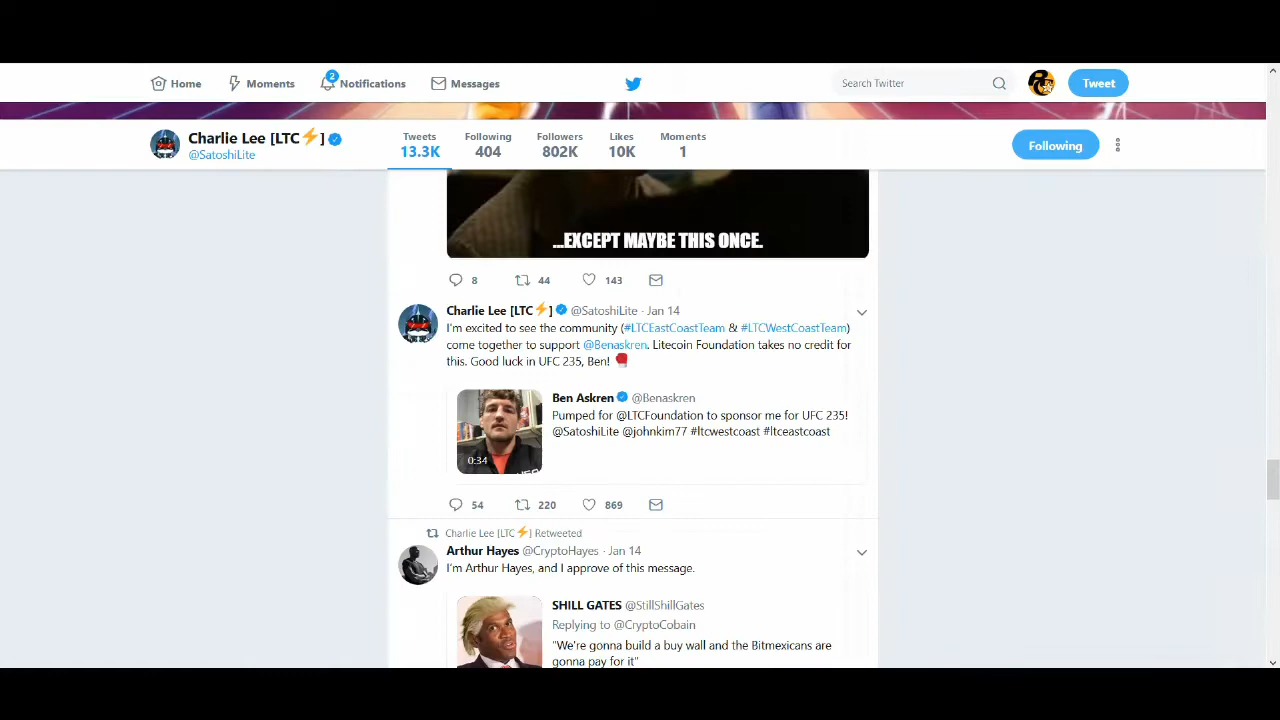 Home
Moments
2
Notifications
Messages
Search Twitter
Tweet
Charlie Lee [LTC⚡]
@SatoshiLite
Tweets
13.3K
Following
404
Followers
802K
Likes
10K
Moments
1
Following
...EXCEPT MAYBE THIS ONCE.
8 44 143
Charlie Lee [LTC⚡] @SatoshiLite · Jan 14
I'm excited to see the community (#LTCEastCoastTeam & #LTCWestCoastTeam)
come together to support @Benaskren. Litecoin Foundation takes no credit for
this. Good luck in UFC 235, Ben! 🥊
Ben Askren @Benaskren
Pumped for @LTCFoundation to sponsor me for UFC 235!
@SatoshiLite @johnkim77 #ltcwestcoast #ltceastcoast
0:34
54 220 869
Charlie Lee [LTC⚡] Retweeted
Arthur Hayes @CryptoHayes · Jan 14
I'm Arthur Hayes, and I approve of this message.
SHILL GATES @StillShillGates
Replying to @CryptoCobain
"We're gonna build a buy wall and the Bitmexicans are
gonna pay for it"